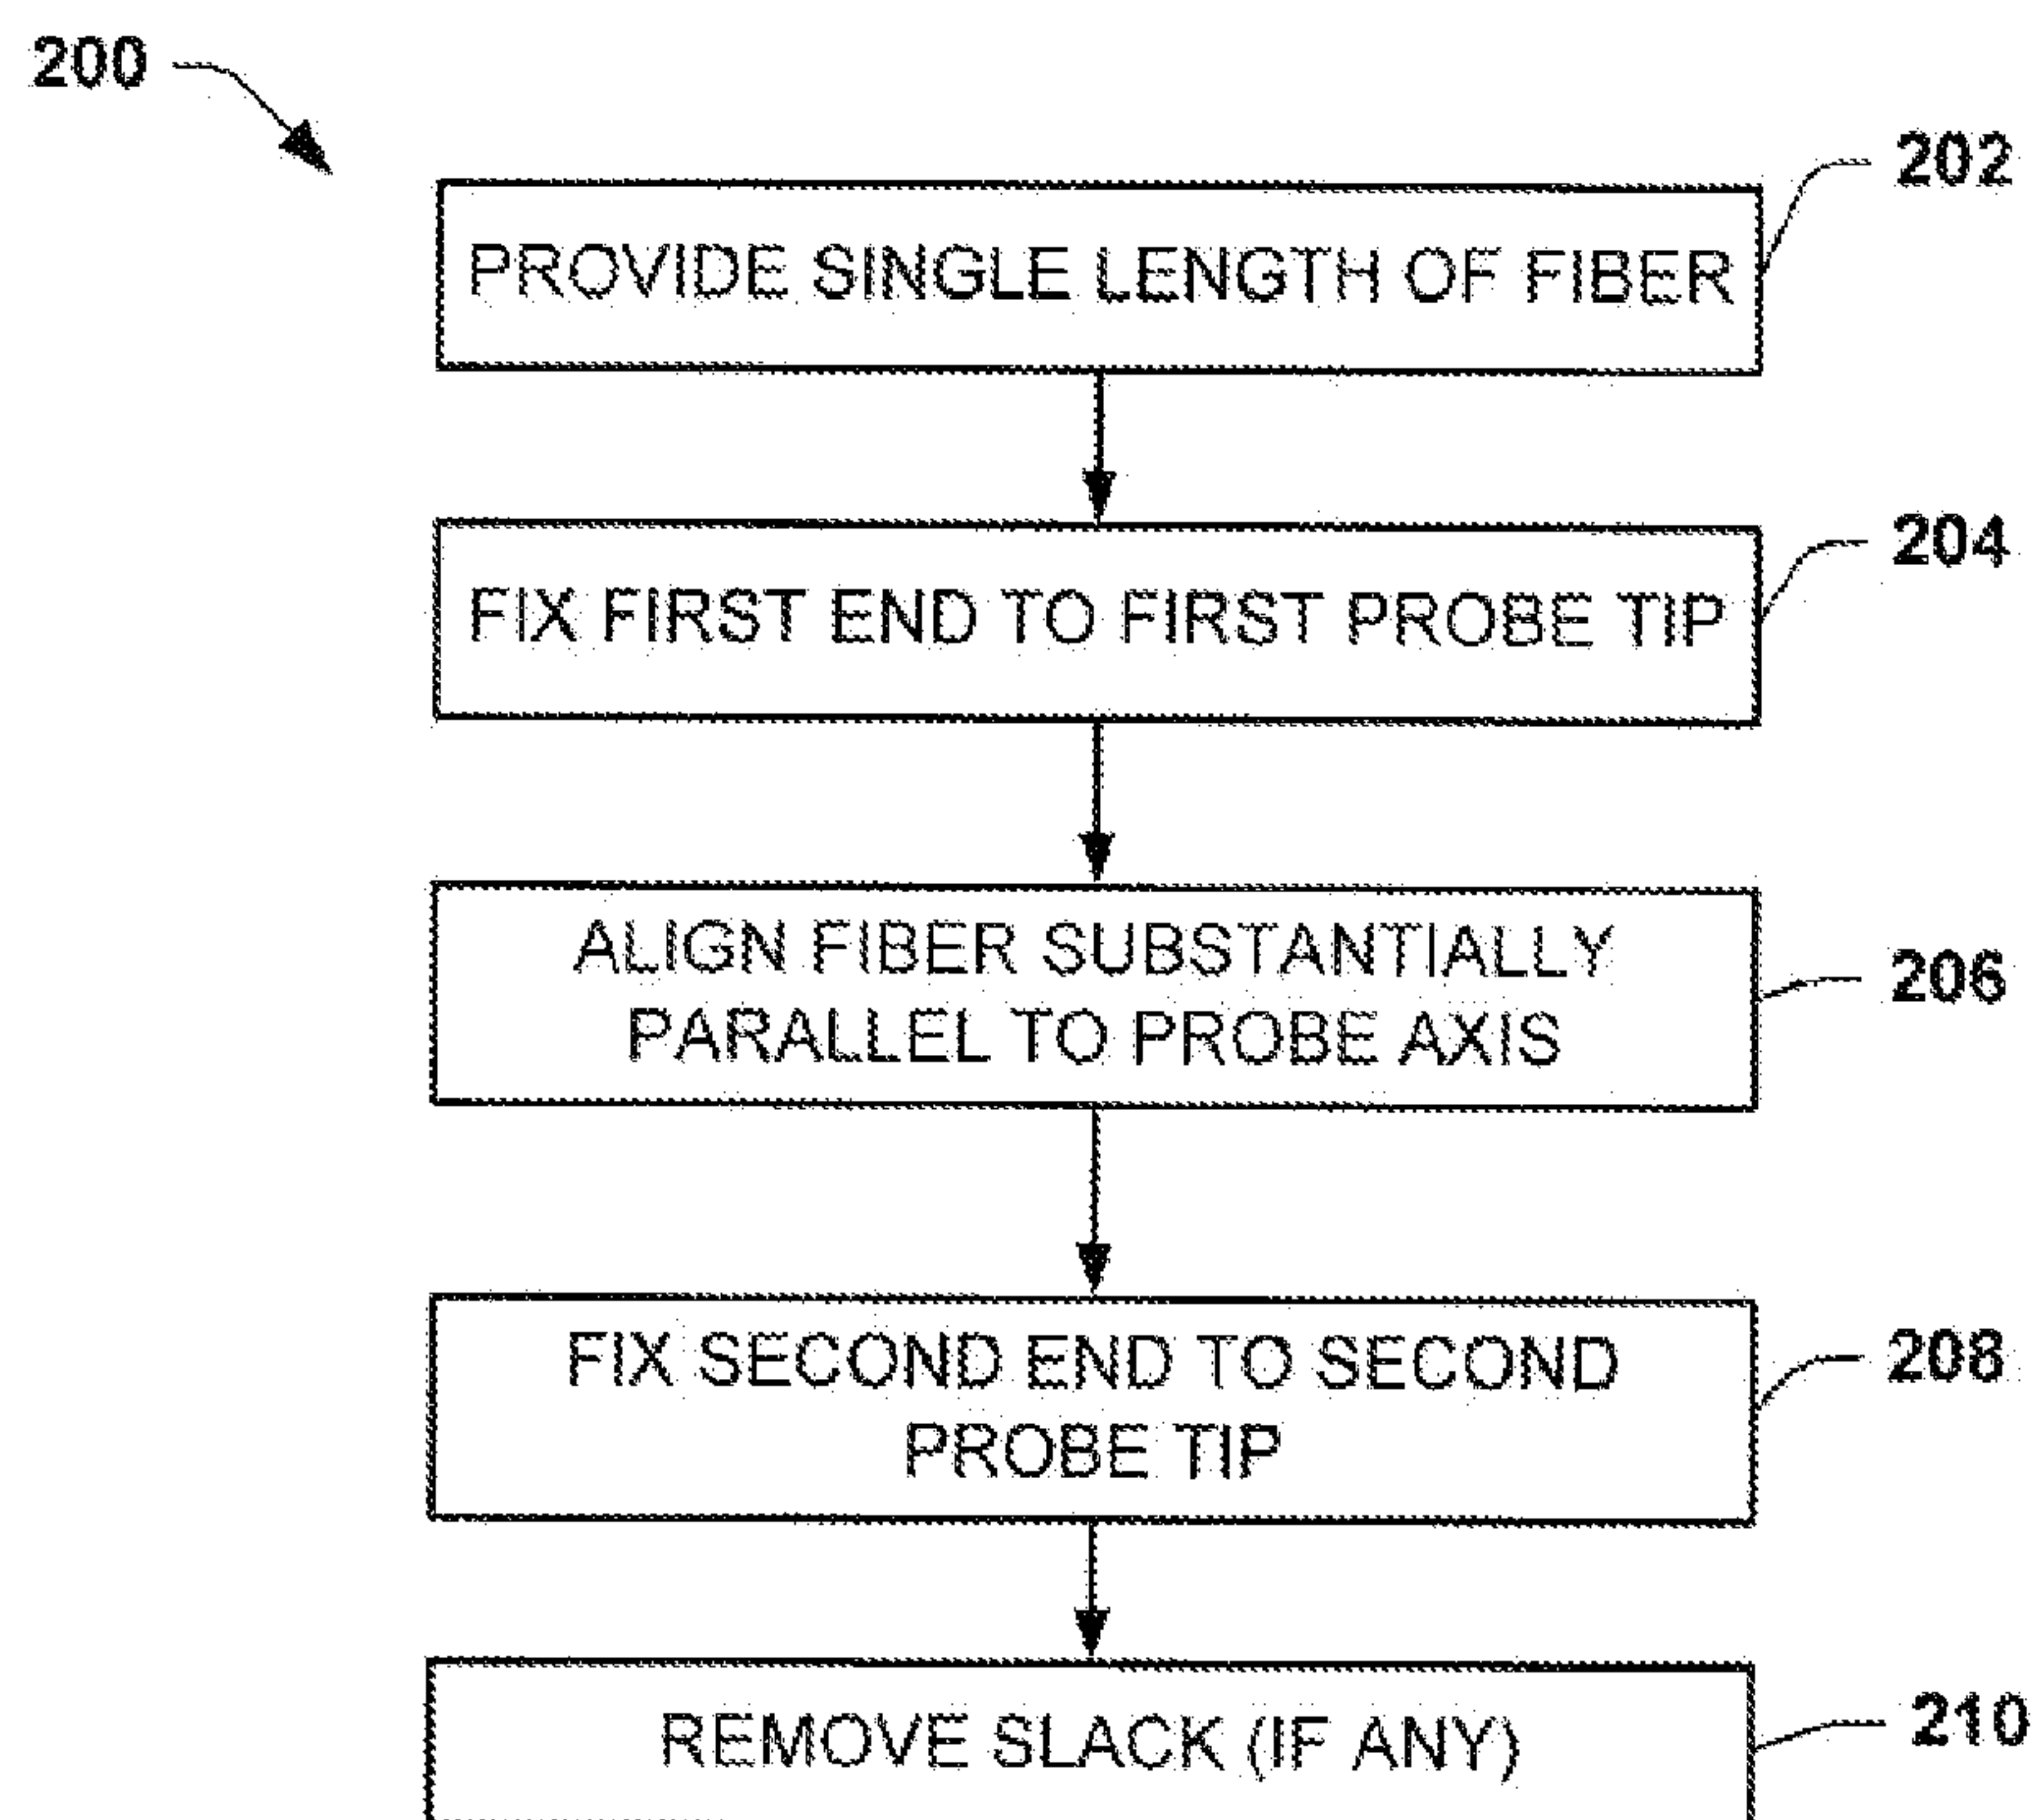 200
202
PROVIDE SINGLE LENGTH OF FIBER
204
FIX FIRST END TO FIRST PROBE TIP
ALIGN FIBER SUBSTANTIALLY
206
PARALLEL TO PROBE AXIS
FIX SECOND END TO SECOND
208
PROBE TIP
REMOVE SLACK (IF ANY)
210